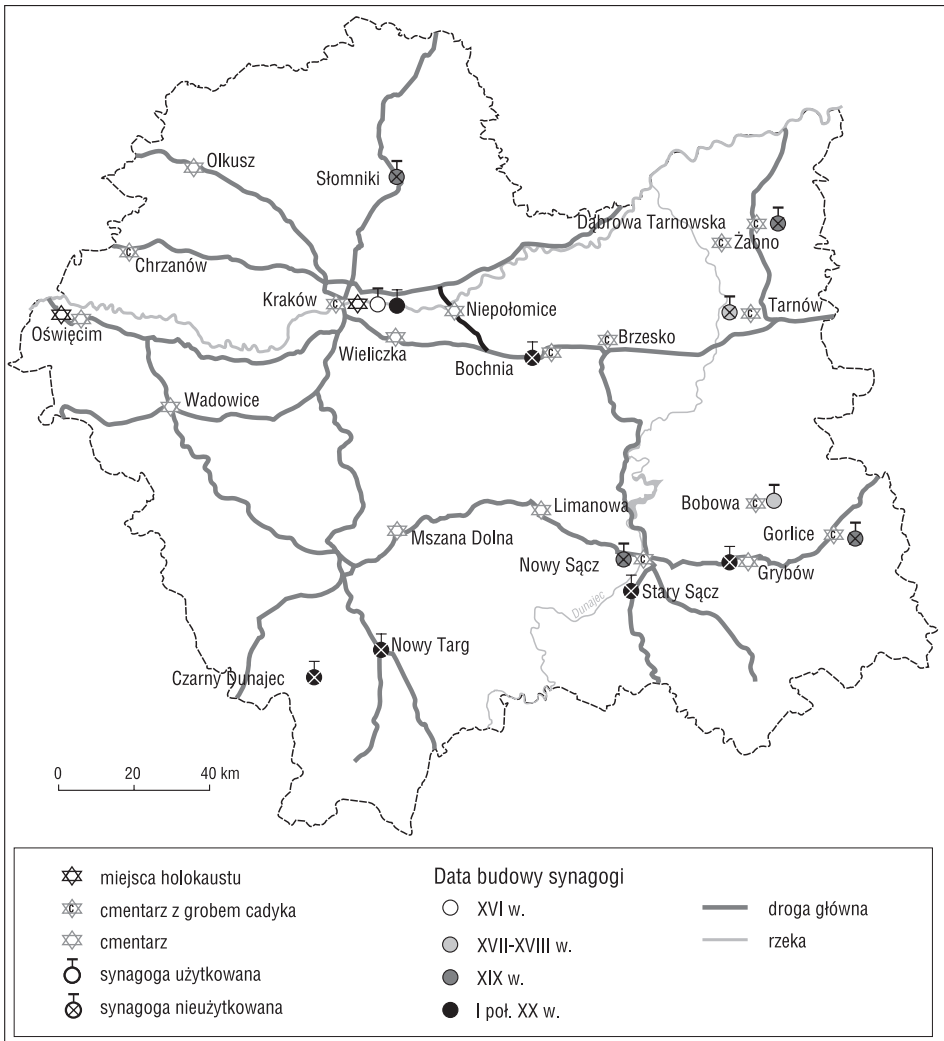 Olkusz
Słomniki
Dąbrowa Tarnowska
C
C
Żabno
C
Chrzanów
Kraków
C
Niepołomice
C
Tarnów
Oświęcim
Wieliczka
C
Brzesko
Bochnia
C
Wadowice
Limanowa
Bobowa
C
Mszana Dolna
Gorlice
C
Nowy Sącz
C
Grybów
Stary Sącz
Dunajec
Nowy Targ
Czarny Dunajec
0 20 40 km
miejsca holokaustu
C
cmentarz z grobem cadyka
cmentarz
synagoga użytkowana
synagoga nieużytkowana
Data budowy synagogi
XVI w.
XVII-XVIII w.
XIX w.
I poł. XX w.
droga główna
rzeka